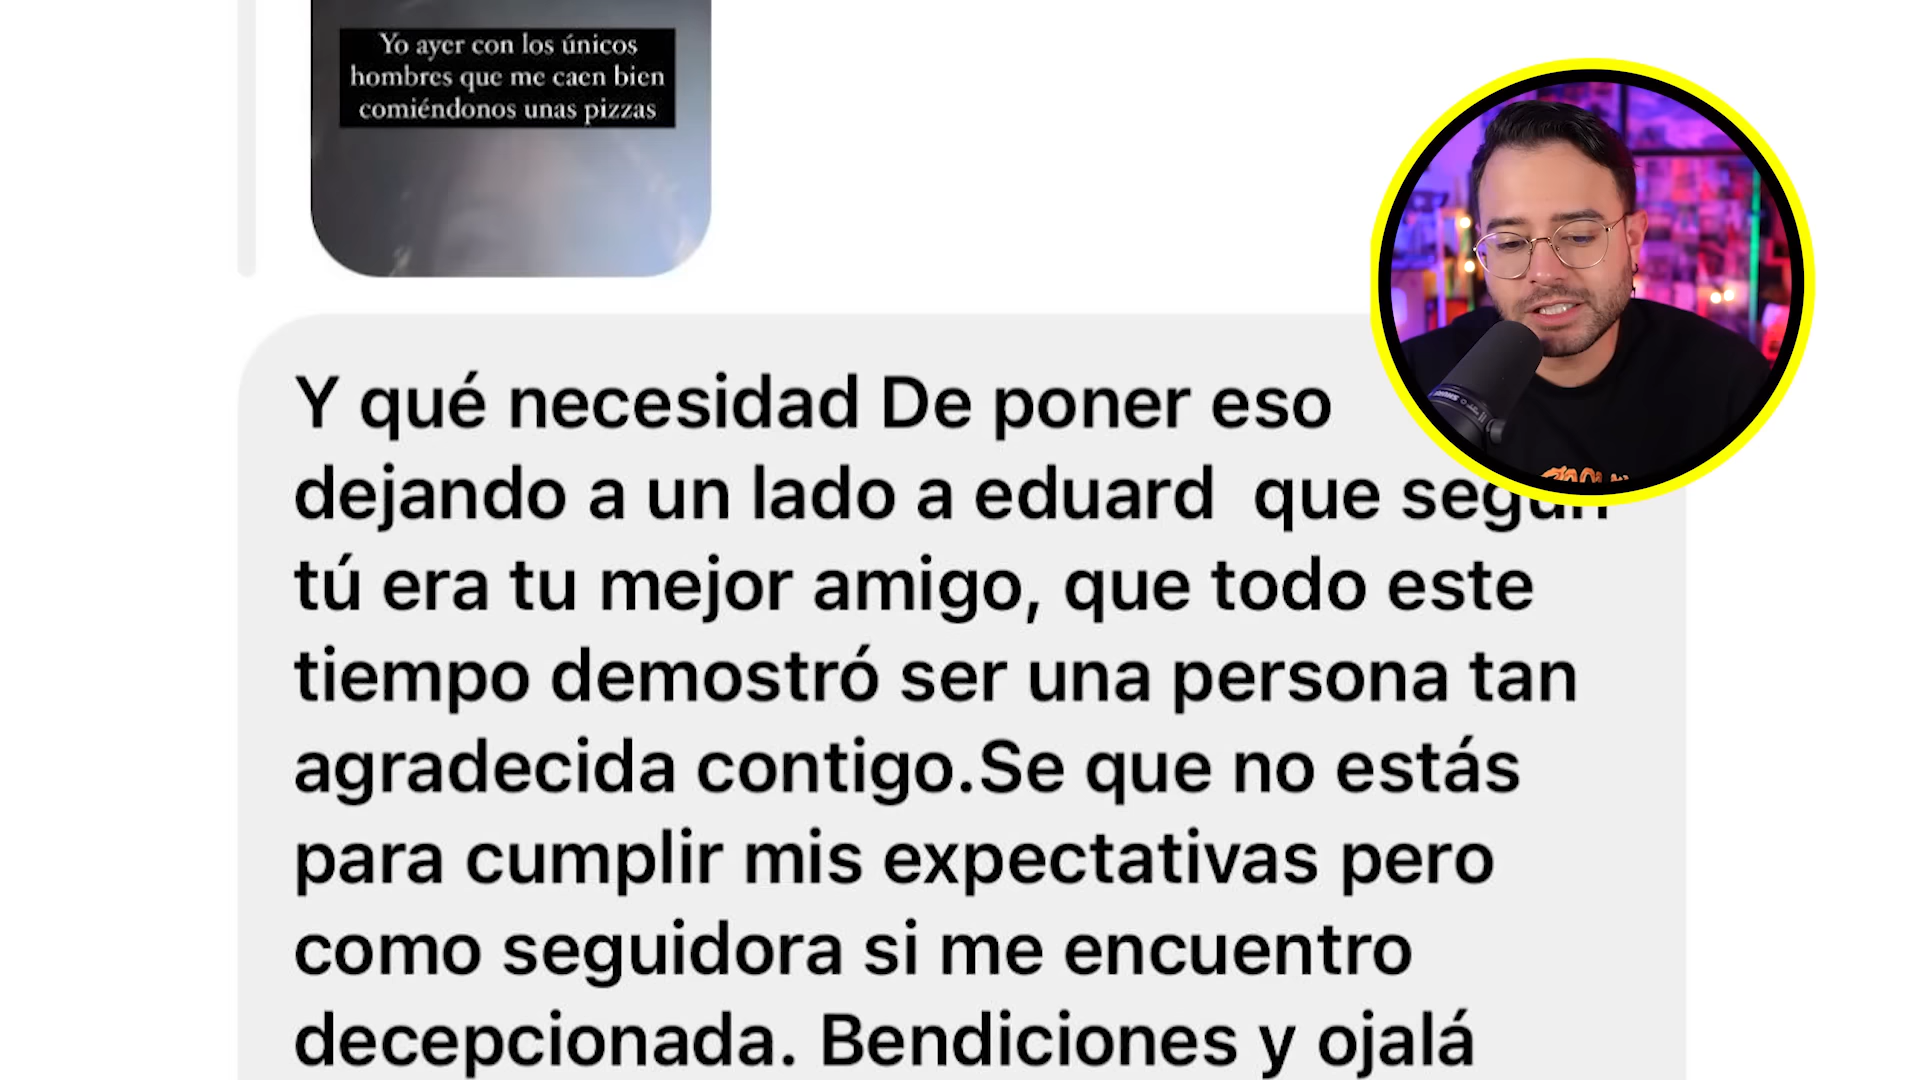 Yo ayer con los únicos
hombres que me caen bien
comiéndonos unas pizzas
Y qué necesidad De poner eso
dejando a un lado a eduard que según
tú era tu mejor amigo, que todo este
tiempo demostró ser una persona tan
agradecida contigo.Se que no estás
para cumplir mis expectativas pero
como seguidora si me encuentro
decepcionada. Bendiciones y ojalá